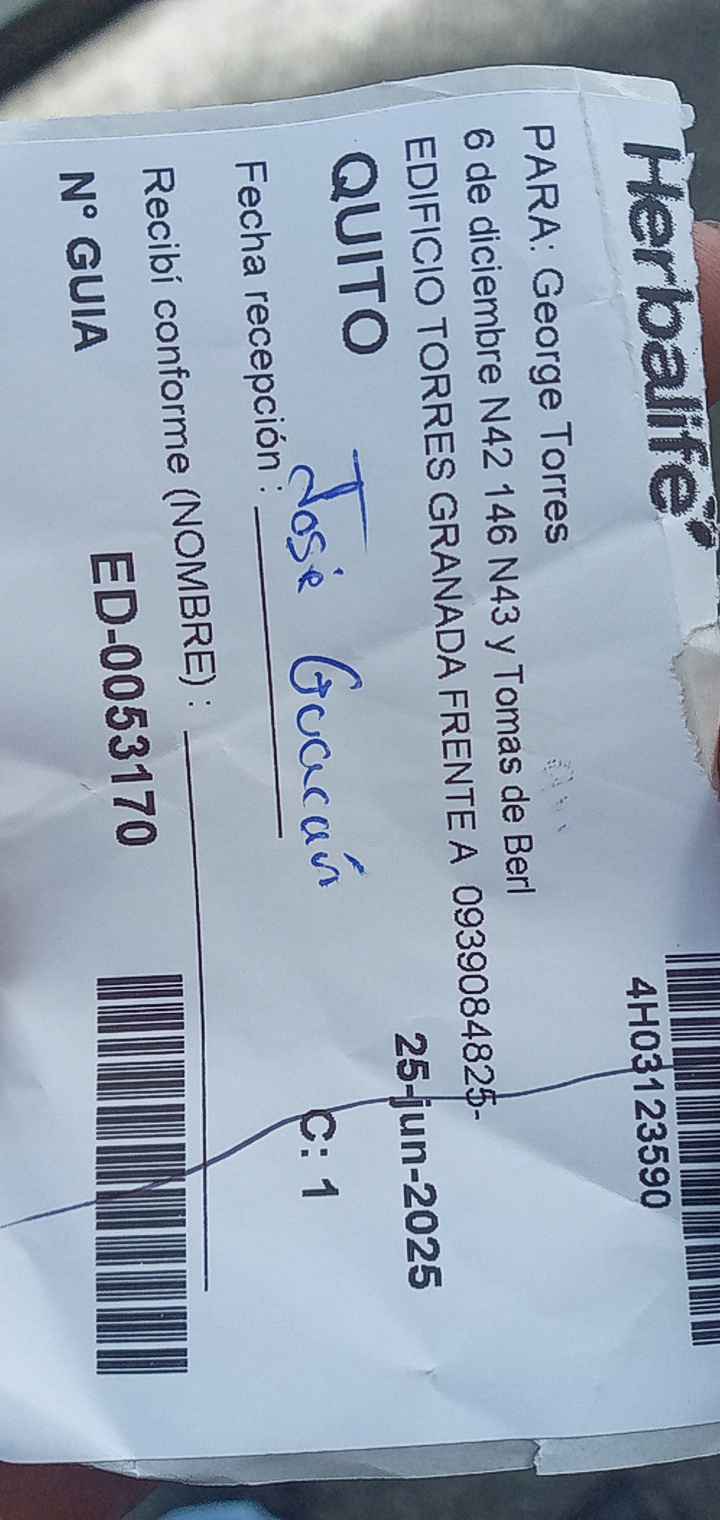 Herbalife
4H03123590
PARA: George Torres
6 de diciembre N42 146 N43 y Tomas de Berl
EDIFICIO TORRES GRANADA FRENTE A 0939084825-
QUITO
25-jun-2025
José Guacán
C: 1
Fecha recepción :
Recibí conforme (NOMBRE) :
N° GUIA
ED-0053170